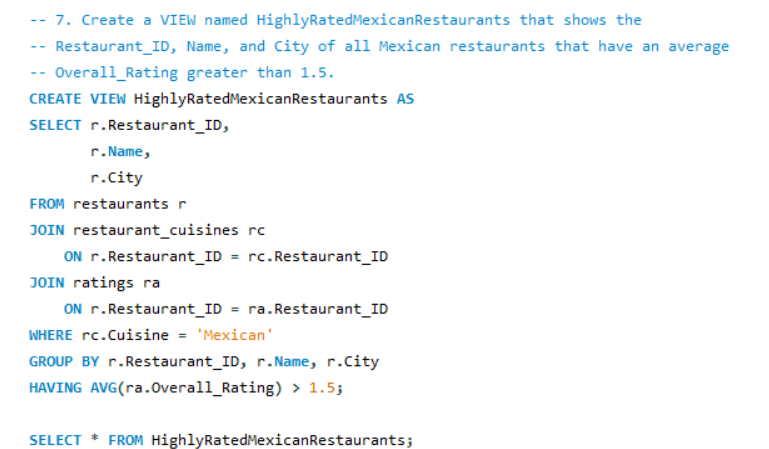 -- 7. Create a VIEW named HighlyRatedMexicanRestaurants that shows the
-- Restaurant_ID, Name, and City of all Mexican restaurants that have an average
-- Overall_Rating greater than 1.5.
CREATE VIEW HighlyRatedMexicanRestaurants AS
SELECT r.Restaurant_ID,
       r.Name,
       r.City
FROM restaurants r
JOIN restaurant_cuisines rc
    ON r.Restaurant_ID = rc.Restaurant_ID
JOIN ratings ra
    ON r.Restaurant_ID = ra.Restaurant_ID
WHERE rc.Cuisine = 'Mexican'
GROUP BY r.Restaurant_ID, r.Name, r.City
HAVING AVG(ra.Overall_Rating) > 1.5;

SELECT * FROM HighlyRatedMexicanRestaurants;